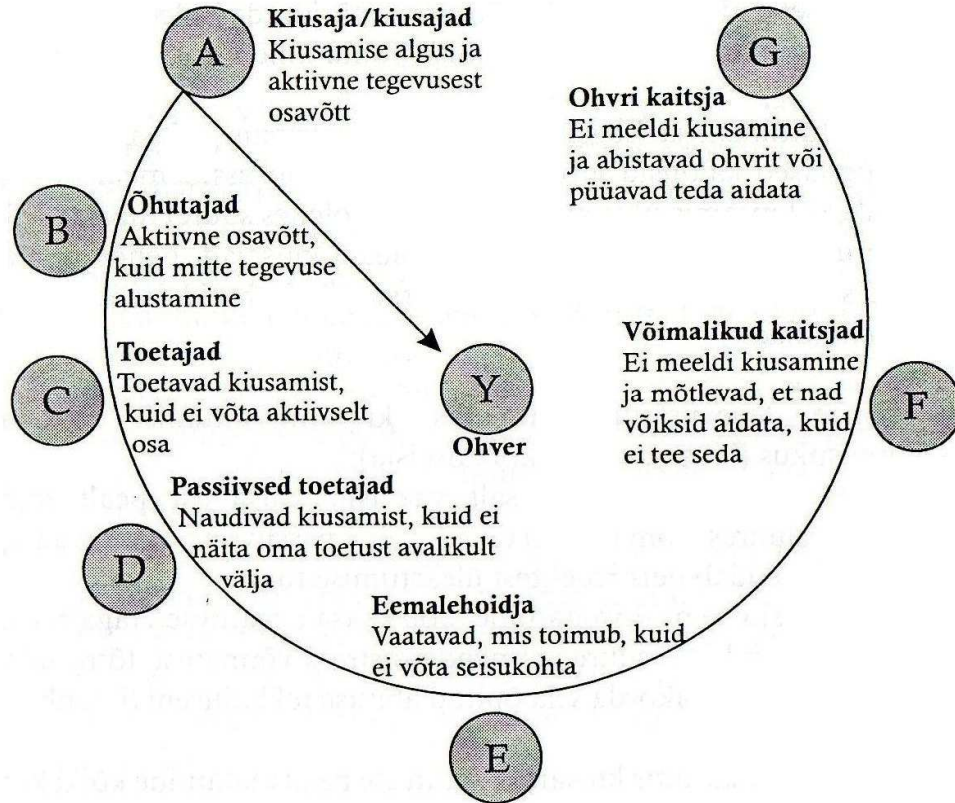 A
Kiusaja/kiusajad
Kiusamise algus ja
aktiivne tegevusest
osavõtt
B
Õhutajad
Aktiivne osavõtt,
kuid mitte tegevuse
alustamine
C
Toetajad
Toetavad kiusamist,
kuid ei võta aktiivselt
osa
D
Passiivsed toetajad
Naudivad kiusamist, kuid ei
näita oma toetust avalikult
välja
E
Eemalehoidja
Vaatavad, mis toimub, kuid
ei võta seisukohta
F
Võimalikud kaitsjad
Ei meeldi kiusamine
ja mõtlevad, et nad
võiksid aidata, kuid
ei tee seda
G
Ohvri kaitsja
Ei meeldi kiusamine
ja abistavad ohvrit või
püüavad teda aidata
Y
Ohver